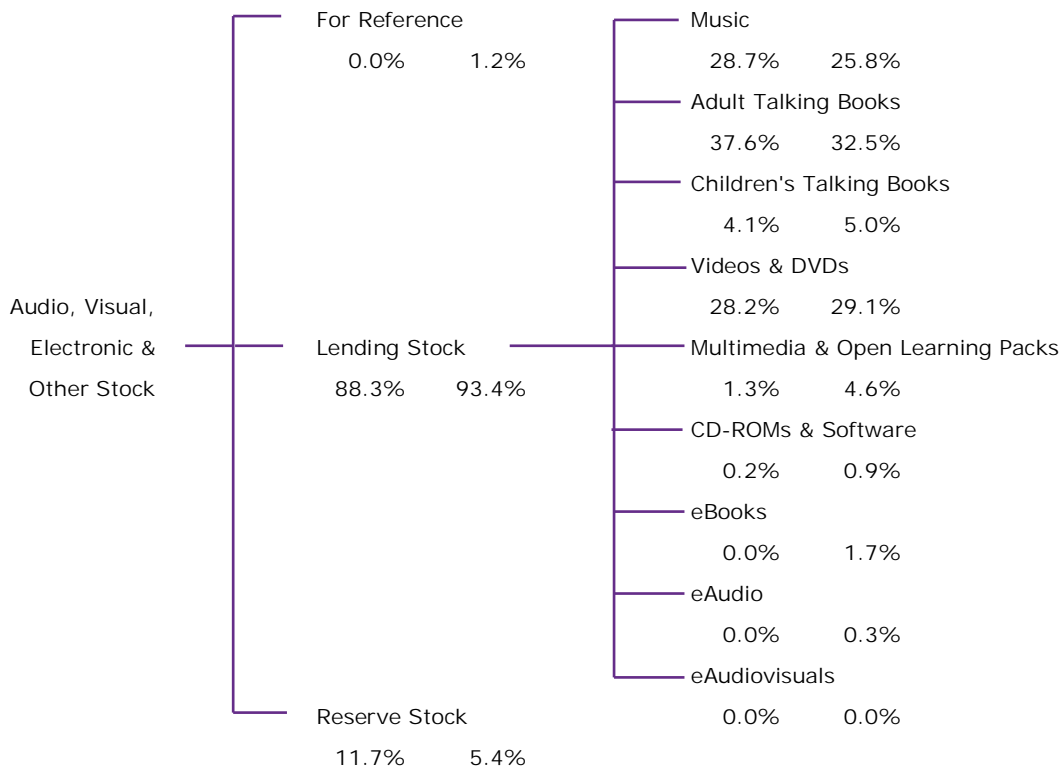 For Reference
0.0% 1.2%
Music
28.7% 25.8%
Adult Talking Books
37.6% 32.5%
Children's Talking Books
4.1% 5.0%
Videos & DVDs
28.2% 29.1%
Audio, Visual,
Electronic &
Other Stock
Lending Stock
88.3% 93.4%
Multimedia & Open Learning Packs
1.3% 4.6%
CD-ROMs & Software
0.2% 0.9%
eBooks
0.0% 1.7%
eAudio
0.0% 0.3%
eAudiovisuals
0.0% 0.0%
Reserve Stock
11.7% 5.4%